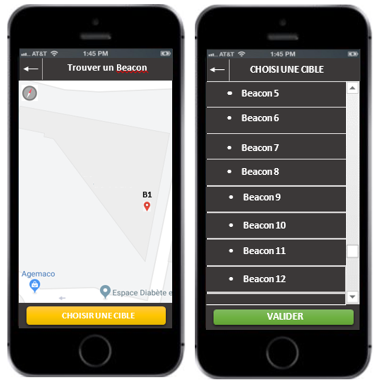 AT&T 1:45 PM
Trouver un Beacon
B1
Agemaco
Espace Diabète e
CHOISIR UNE CIBLE
AT&T 1:45 PM
CHOISI UNE CIBLE
Beacon 5
Beacon 6
Beacon 7
Beacon 8
Beacon 9
Beacon 10
Beacon 11
Beacon 12
VALIDER